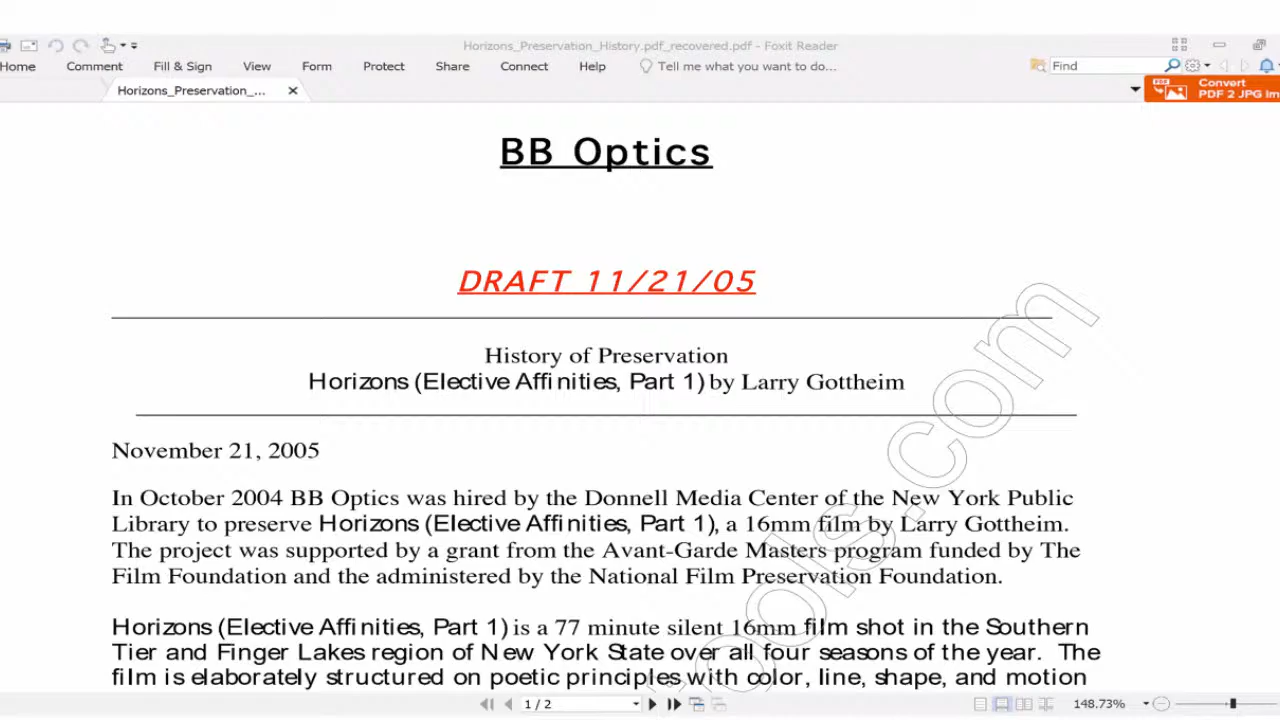 Horizons_Preservation_History.pdf_recovered.pdf - Foxit Reader
Home Comment Fill & Sign View Form Protect Share Connect Help Tell me what you want to do... Find
Horizons_Preservation_...
Convert
PDF 2 JPG im
BB Optics
DRAFT 11/21/05
History of Preservation
Horizons (Elective Affinities, Part 1) by Larry Gottheim
November 21, 2005
In October 2004 BB Optics was hired by the Donnell Media Center of the New York Public
Library to preserve Horizons (Elective Affinities, Part 1), a 16mm film by Larry Gottheim.
The project was supported by a grant from the Avant-Garde Masters program funded by The
Film Foundation and the administered by the National Film Preservation Foundation.
Horizons (Elective Affinities, Part 1) is a 77 minute silent 16mm film shot in the Southern
Tier and Finger Lakes region of New York State over all four seasons of the year. The
film is elaborately structured on poetic principles with color, line, shape, and motion
ools.com
1 / 2
148.73%